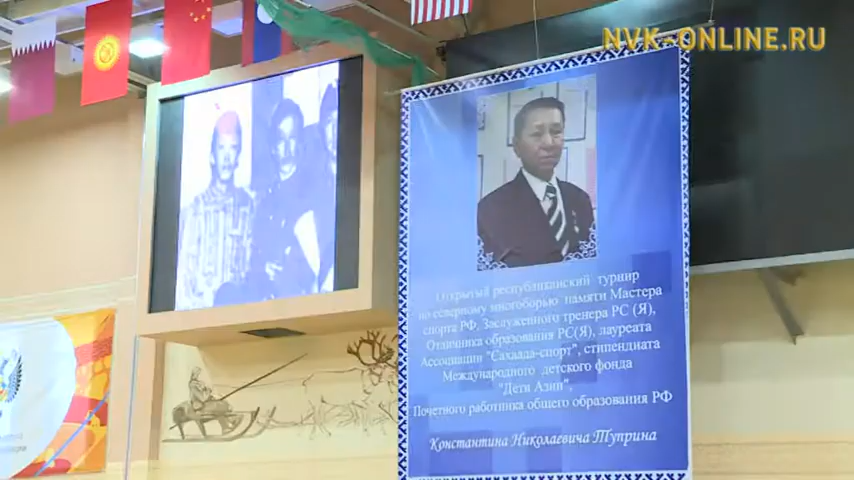 NVK-ONLINE.RU
Открытый республиканский турнир
по северному многоборью памяти Мастера
спорта РФ, Заслуженного тренера РС (Я),
Отличника образования РС(Я), лауреата
Ассоциации "Сахаада-спорт", стипендиата
Международного детского фонда
"Дети Азии",
Почетного работника общего образования РФ
Константина Николаевича Туприна